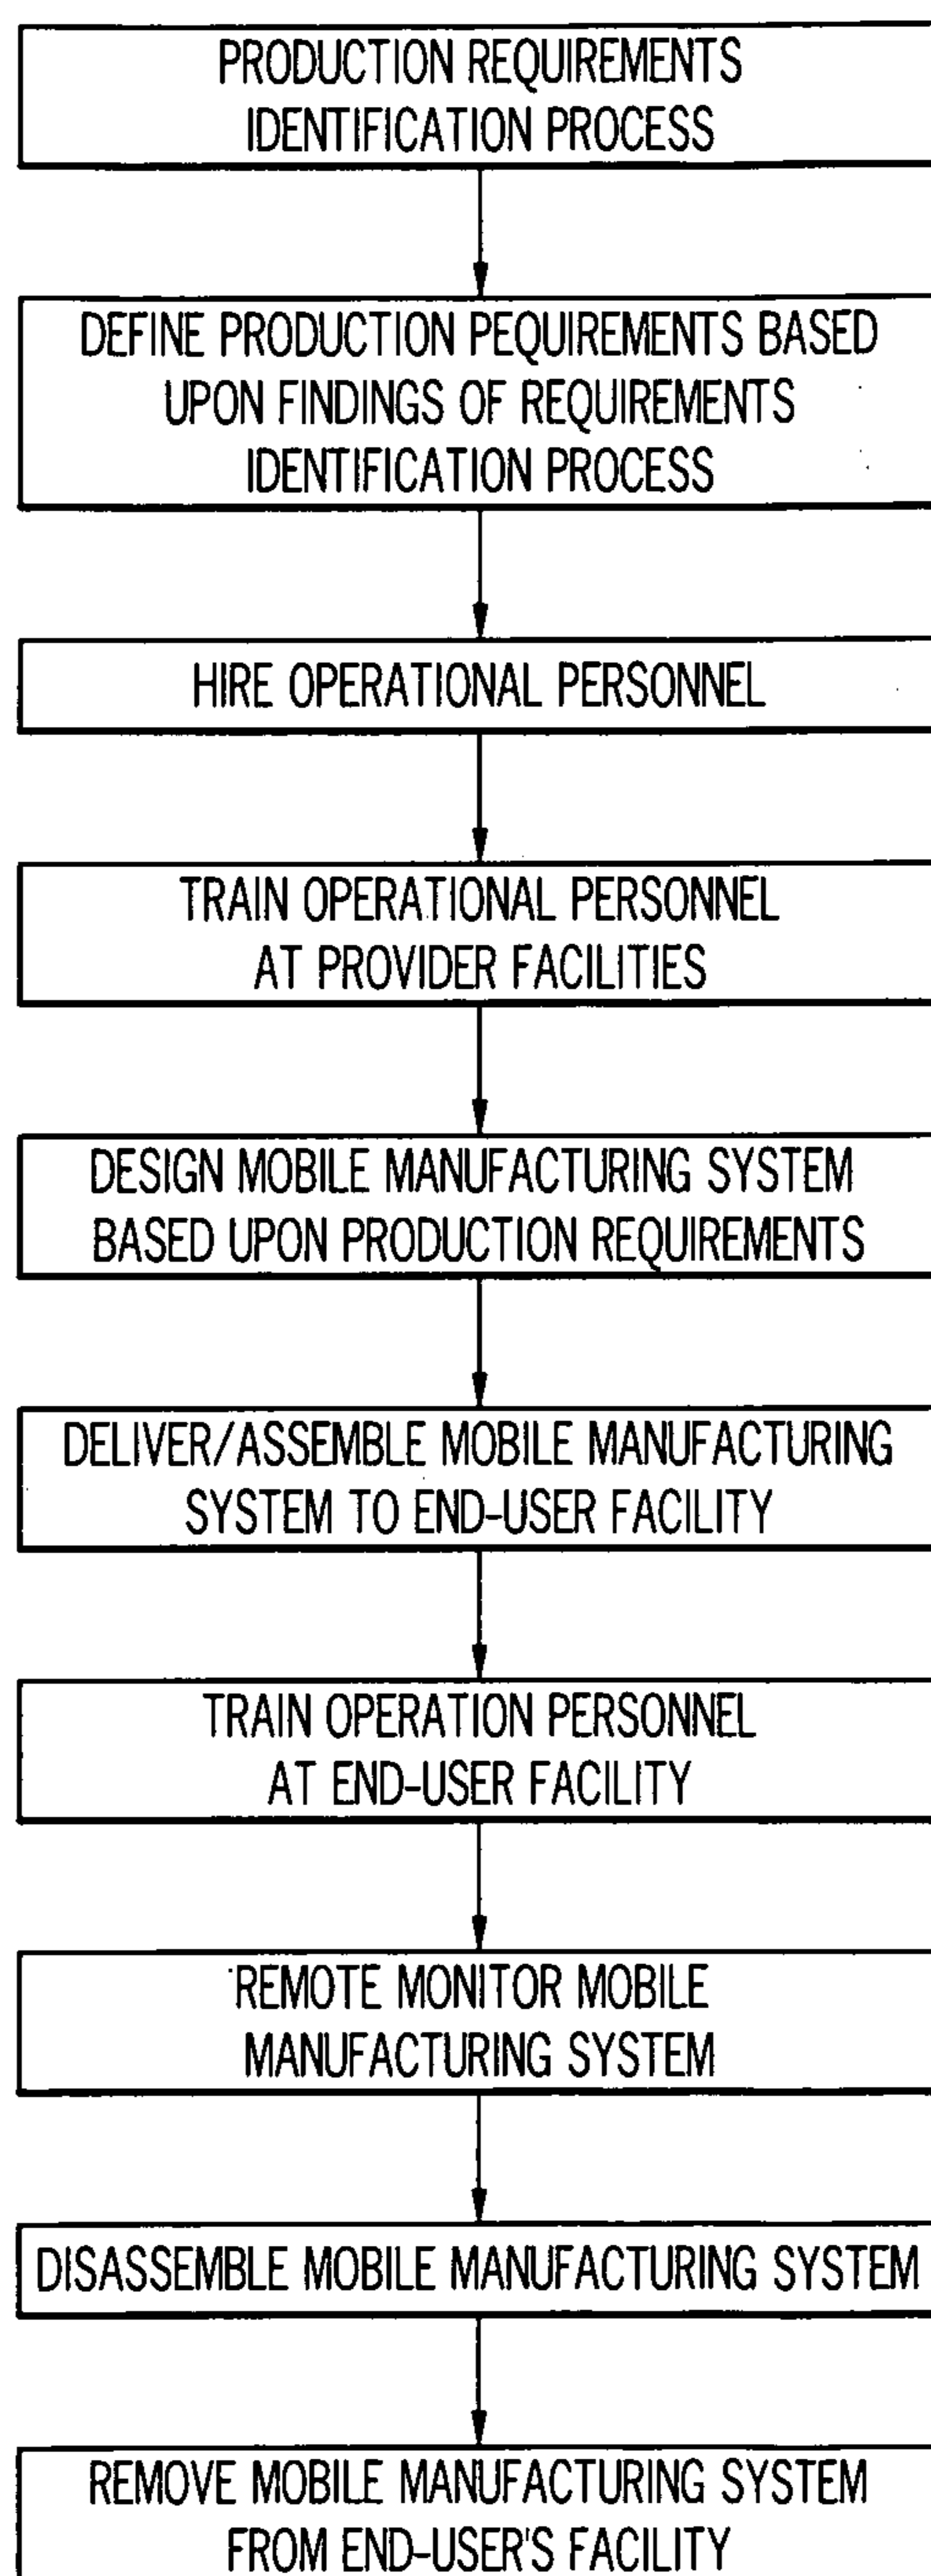 PRODUCTION REQUIREMENTS
IDENTIFICATION PROCESS
DEFINE PRODUCTION PEQUIREMENTS BASED
UPON FINDINGS OF REQUIREMENTS
IDENTIFICATION PROCESS
HIRE OPERATIONAL PERSONNEL
TRAIN OPERATIONAL PERSONNEL
AT PROVIDER FACILITIES
DESIGN MOBILE MANUFACTURING SYSTEM
BASED UPON PRODUCTION REQUIREMENTS
DELIVER/ASSEMBLE MOBILE MANUFACTURING
SYSTEM TO END-USER FACILITY
TRAIN OPERATION PERSONNEL
AT END-USER FACILITY
REMOTE MONITOR MOBILE
MANUFACTURING SYSTEM
DISASSEMBLE MOBILE MANUFACTURING SYSTEM
REMOVE MOBILE MANUFACTURING SYSTEM
FROM END-USER'S FACILITY